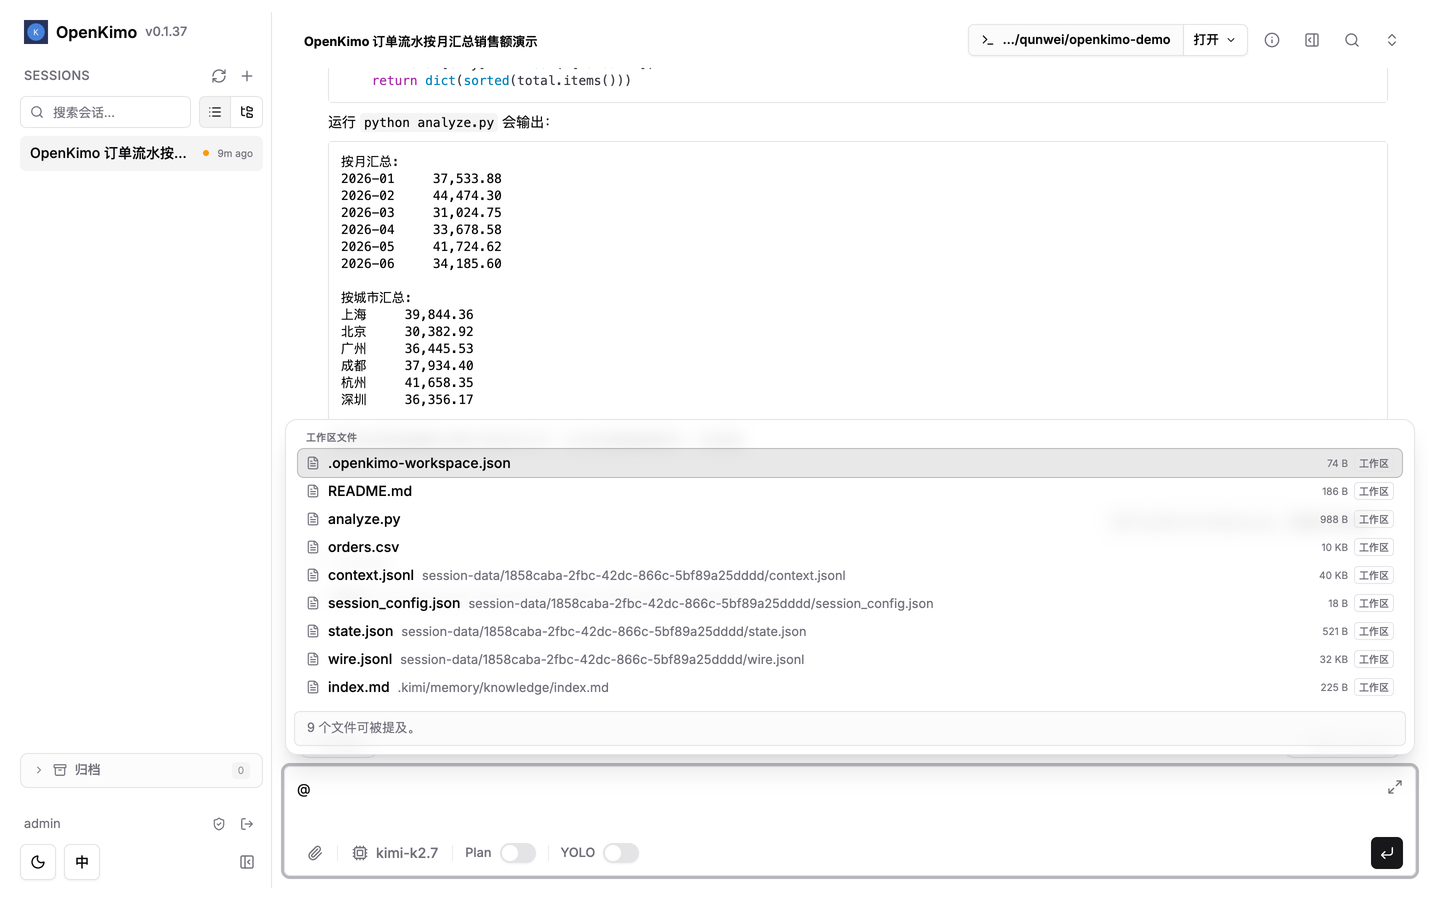 OpenKimo v0.1.37
SESSIONS
搜索会话...
OpenKimo 订单流水按... 9m ago
归档 0
admin
中
OpenKimo 订单流水按月汇总销售额演示
.../qunwei/openkimo-demo 打开
return dict(sorted(total.items()))
运行 python analyze.py 会输出：
按月汇总:
2026-01 37,533.88
2026-02 44,474.30
2026-03 31,024.75
2026-04 33,678.58
2026-05 41,724.62
2026-06 34,185.60
按城市汇总:
上海 39,844.36
北京 30,382.92
广州 36,445.53
成都 37,934.40
杭州 41,658.35
深圳 36,356.17
工作区文件
.openkimo-workspace.json 74 B 工作区
README.md 186 B 工作区
analyze.py 988 B 工作区
orders.csv 10 KB 工作区
context.jsonl session-data/1858caba-2fbc-42dc-866c-5bf89a25dddd/context.jsonl 40 KB 工作区
session_config.json session-data/1858caba-2fbc-42dc-866c-5bf89a25dddd/session_config.json 18 B 工作区
state.json session-data/1858caba-2fbc-42dc-866c-5bf89a25dddd/state.json 521 B 工作区
wire.jsonl session-data/1858caba-2fbc-42dc-866c-5bf89a25dddd/wire.jsonl 32 KB 工作区
index.md .kimi/memory/knowledge/index.md 225 B 工作区
9 个文件可被提及。
@
kimi-k2.7 Plan YOLO